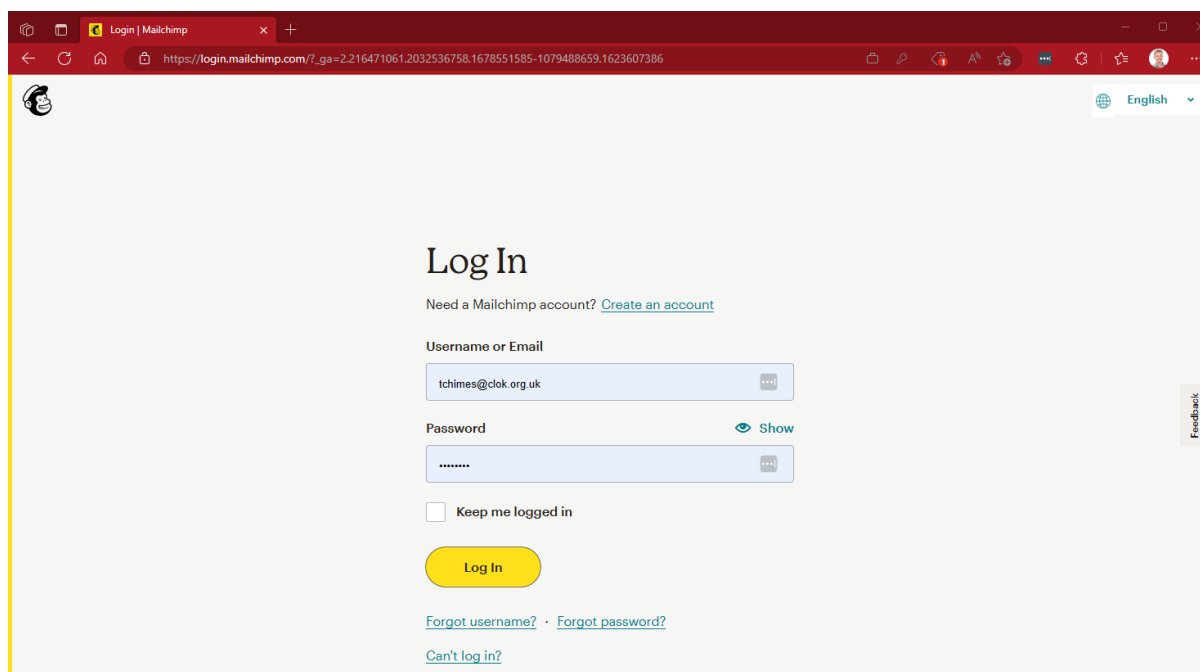 Login | Mailchimp
https://login.mailchimp.com/?_ga=2.216471061.2032536758.1678551585-1079488659.1623607386
English
Log In
Need a Mailchimp account? Create an account
Username or Email
tchimes@clok.org.uk
Password
Show
••••••••
Keep me logged in
Log In
Forgot username? · Forgot password?
Can't log in?
Feedback